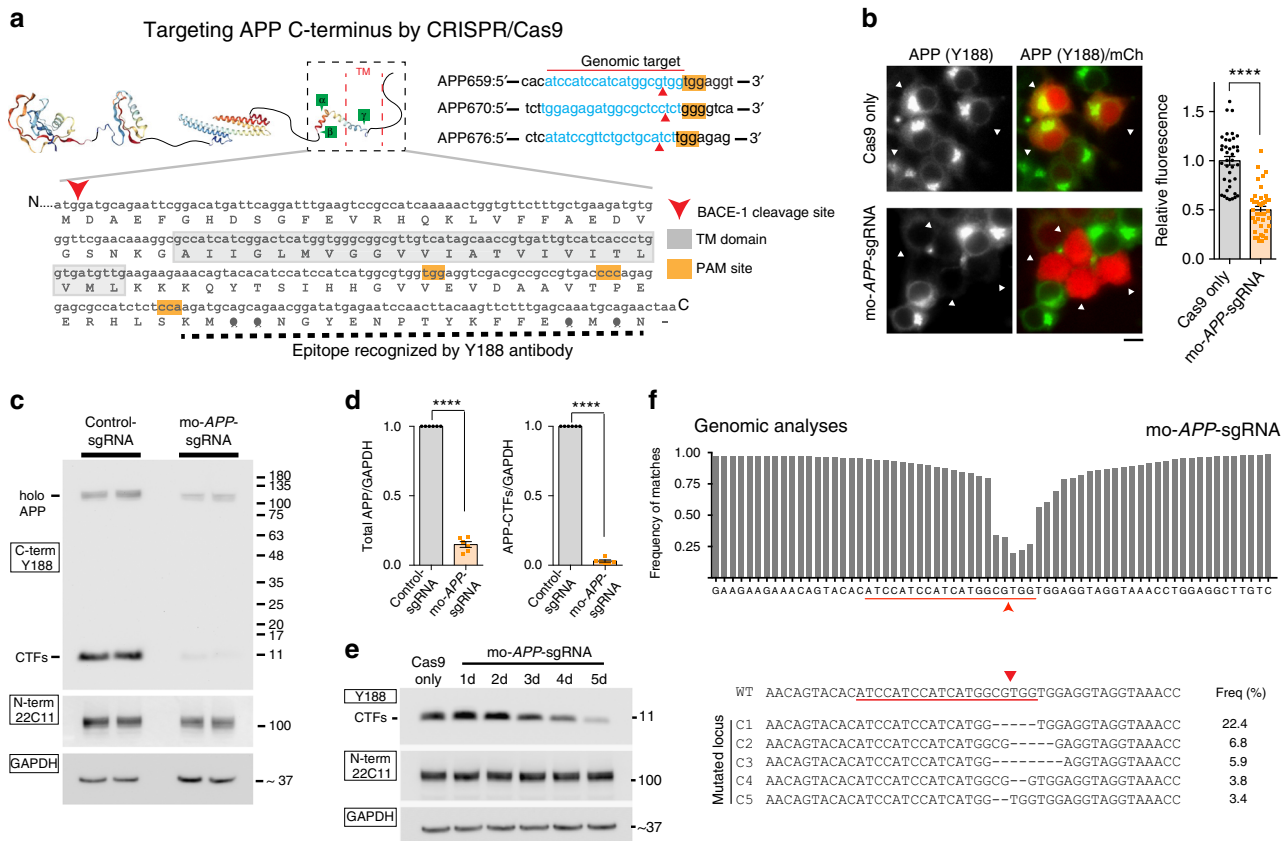 a
Targeting APP C-terminus by CRISPR/Cas9
TM
α
β
γ
Genomic target
APP659:5′ cacatccatccatcatggcgtggtggaggt 3′
APP670:5′ tcttggagagatggcgctcctctggggtca 3′
APP676:5′ ctcatatccgttctgctgcatcttggagag 3′
N....atggatgcagaattcggacatgattcaggatttgaagtccgccatcaaaaactggtgttctttgctgaagatgtg
M D A E F G H D S G F E V R H Q K L V F F A E D V
ggttcgaacaaaggcgccatcatcggactcatggtgggcggcgttgtcatagcaaccgtgattgtcatcaccctg
G S N K G A I I G L M V G G V V I A T V I V I T L
gtgatgttgaagaagaaacagtacacatccatccatcatggcgtggtggaggtcgacgccgccgtgacccccagag
V M L K K K Q Y T S I H H G V V E V D A A V T P E
gagcgccatctctccaagatgcagcagaatggatatgagaatccaacttacaagttctttgagcaaatgcagaactaa C
E R H L S K M N G Y E N P T Y K F F E M N –
Epitope recognized by Y188 antibody
BACE-1 cleavage site
TM domain
PAM site
b
APP (Y188)
APP (Y188)/mCh
Cas9 only
mo-APP-sgRNA
****
Relative fluorescence
1.5
1.0
0.5
0.0
Cas9 only
mo-APP-sgRNA
c
Control-
sgRNA
mo-APP-
sgRNA
holo
APP
C-term
Y188
CTFs
180
135
100
75
63
48
35
25
20
17
11
N-term
22C11
100
GAPDH
~ 37
d
****
Total APP/GAPDH
1.0
0.5
0.0
Control-
sgRNA
mo-APP-
sgRNA
****
APP-CTFs/GAPDH
1.0
0.5
0.0
Control-
sgRNA
mo-APP-
sgRNA
e
Cas9
only
mo-APP-sgRNA
1d 2d 3d 4d 5d
Y188
CTFs
11
N-term
22C11
100
GAPDH
~37
f
Genomic analyses
mo-APP-sgRNA
Frequency of matches
1.00
0.75
0.50
0.25
GAAGAAGAAACAGTACACATCCATCCATCATGGCGTGGTGGAGGTAGGTAAACCTGGAGGCTTGTC
WT AACAGTACACATCCATCCATCATGGCGTGGTGGAGGTAGGTAAACC Freq (%)
Mutated locus
C1 AACAGTACACATCCATCCATCATGG-----TGGAGGTAGGTAAACC 22.4
C2 AACAGTACACATCCATCCATCATGGCG-----GAGGTAGGTAAACC 6.8
C3 AACAGTACACATCCATCCATCATGG--------AGGTAGGTAAACC 5.9
C4 AACAGTACACATCCATCCATCATGGCG--GTGGAGGTAGGTAAACC 3.8
C5 AACAGTACACATCCATCCATCATGG--TGGTGGAGGTAGGTAAACC 3.4